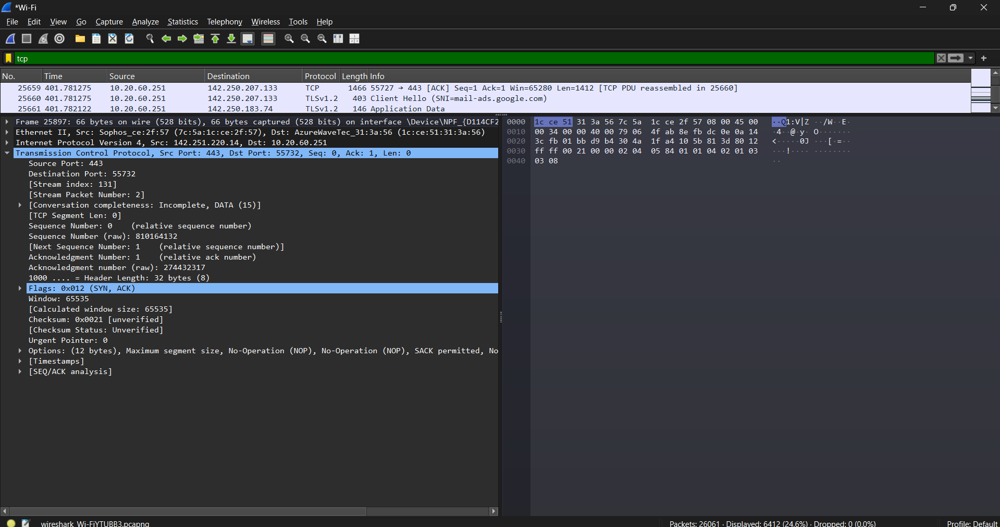 *Wi-Fi
File Edit View Go Capture Analyze Statistics Telephony Wireless Tools Help
tcp
No. Time Source Destination Protocol Length Info
25659 401.781275 10.20.60.251 142.250.207.133 TCP 1466 55727 → 443 [ACK] Seq=1 Ack=1 Win=65280 Len=1412 [TCP PDU reassembled in 25660]
25660 401.781275 10.20.60.251 142.250.207.133 TLSv1.2 403 Client Hello (SNI=mail-ads.google.com)
25661 401.782122 10.20.60.251 142.250.183.74 TLSv1.2 146 Application Data
Frame 25897: 66 bytes on wire (528 bits), 66 bytes captured (528 bits) on interface \Device\NPF_{D114CF2
Ethernet II, Src: Sophos_ce:2f:57 (7c:5a:1c:ce:2f:57), Dst: AzureWaveTec_31:3a:56 (1c:ce:51:31:3a:56)
Internet Protocol Version 4, Src: 142.251.220.14, Dst: 10.20.60.251
Transmission Control Protocol, Src Port: 443, Dst Port: 55732, Seq: 0, Ack: 1, Len: 0
Source Port: 443
Destination Port: 55732
[Stream index: 131]
[Stream Packet Number: 2]
[Conversation completeness: Incomplete, DATA (15)]
[TCP Segment Len: 0]
Sequence Number: 0 (relative sequence number)
Sequence Number (raw): 810164132
[Next Sequence Number: 1 (relative sequence number)]
Acknowledgment Number: 1 (relative ack number)
Acknowledgment number (raw): 274432317
1000 .... = Header Length: 32 bytes (8)
Flags: 0x012 (SYN, ACK)
Window: 65535
[Calculated window size: 65535]
Checksum: 0x0021 [unverified]
[Checksum Status: Unverified]
Urgent Pointer: 0
Options: (12 bytes), Maximum segment size, No-Operation (NOP), No-Operation (NOP), SACK permitted, No
[Timestamps]
[SEQ/ACK analysis]
0000 1c ce 51 31 3a 56 7c 5a 1c ce 2f 57 08 00 45 00 ··Q1:V|Z ··/W··E·
0010 00 34 00 00 40 00 79 06 4f ab 8e fb dc 0e 0a 14 ·4··@·y· O·······
0020 3c fb 01 bb d9 b4 30 4a 1f a4 10 5b 81 3d 80 12 <·····0J ···[·=··
0030 ff ff 00 21 00 00 02 04 05 84 01 01 04 02 01 03 ···!···· ········
0040 03 08 ··
wireshark_Wi-FiYTUBB3.pcapng
Packets: 26061 · Displayed: 6412 (24.6%) · Dropped: 0 (0.0%)
Profile: Default